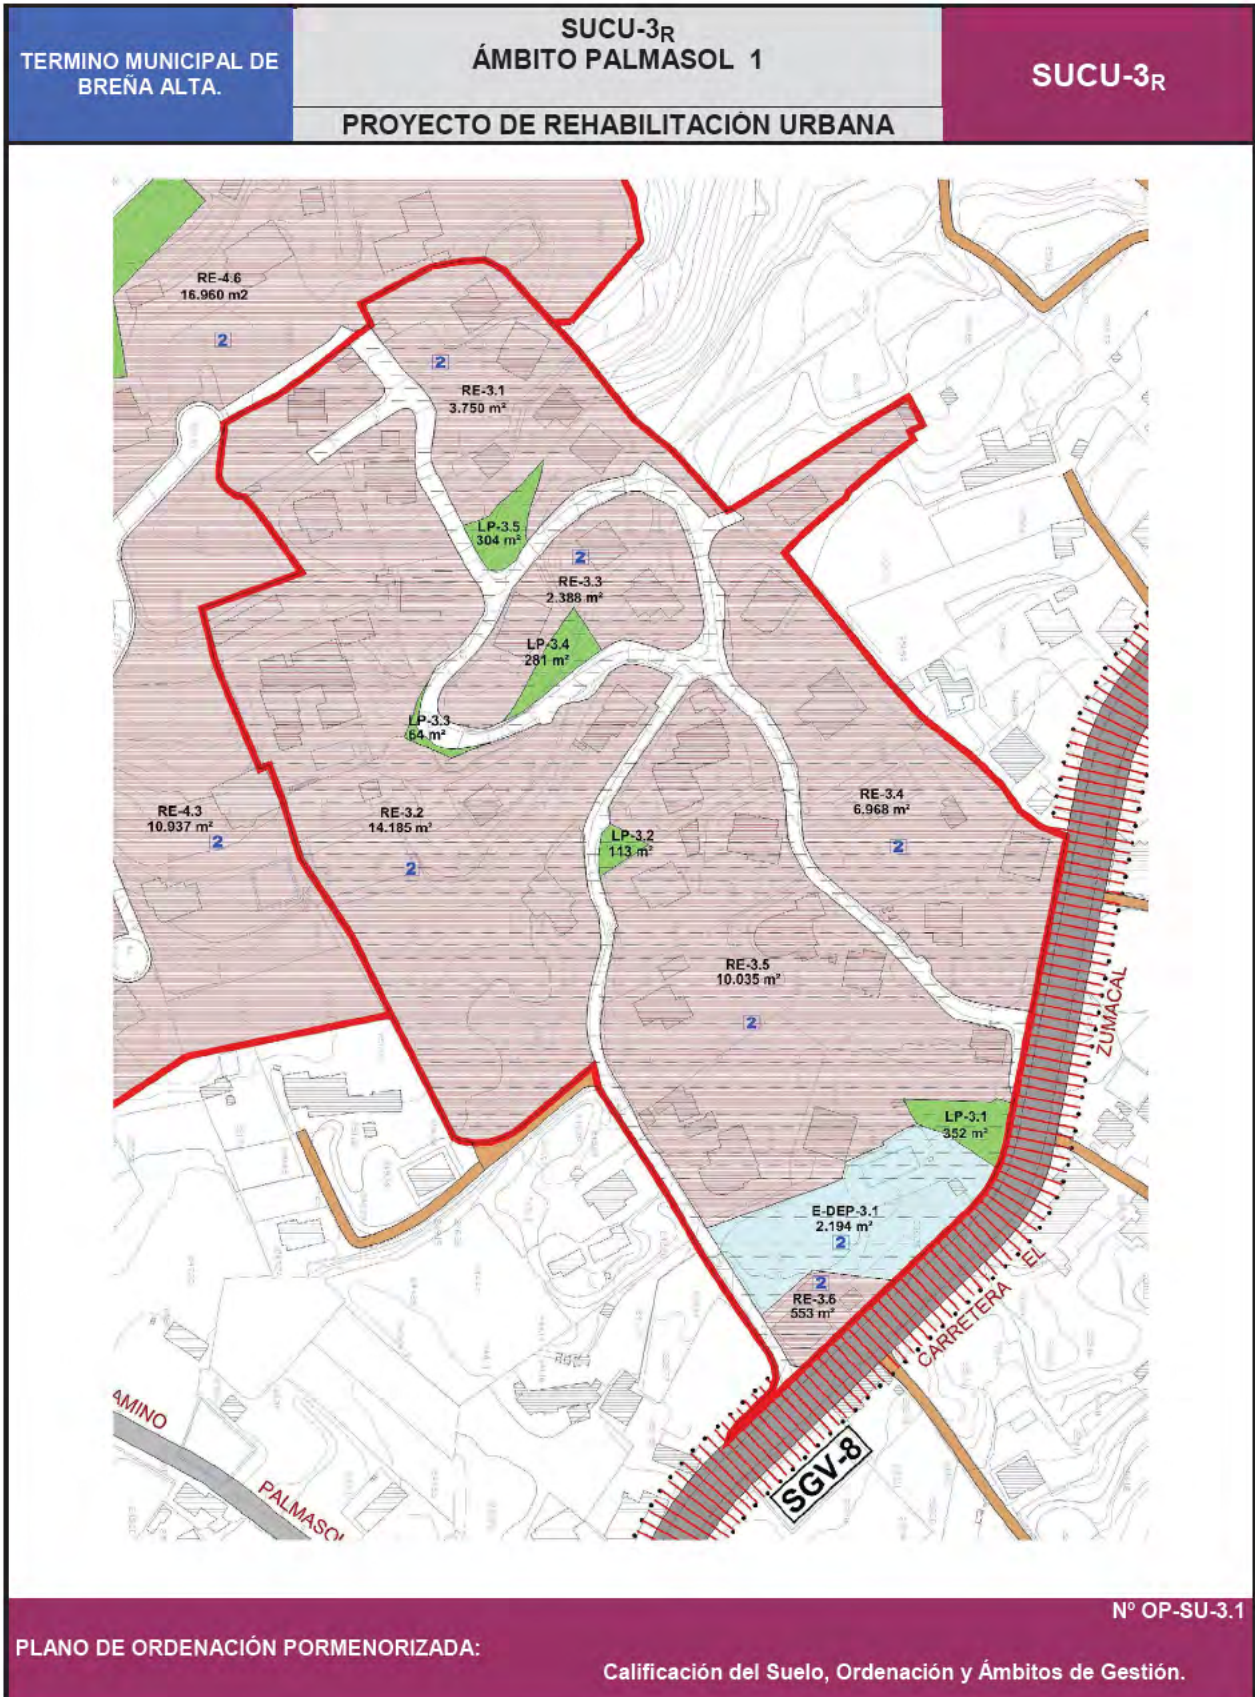 TERMINO MUNICIPAL DE
BREÑA ALTA.
SUCU-3R
ÁMBITO PALMASOL 1
PROYECTO DE REHABILITACIÓN URBANA
SUCU-3R
RE-4.6
16.960 m2
2
2
RE-3.1
3.750 m²
LP-3.5
304 m²
2
RE-3.3
2.388 m²
LP-3.4
281 m²
LP-3.3
64 m²
RE-4.3
10.937 m²
2
RE-3.2
14.185 m²
2
LP-3.2
113 m²
RE-3.4
6.968 m²
2
RE-3.5
10.035 m²
2
LP-3.1
352 m²
E-DEP-3.1
2.194 m²
2
2
RE-3.6
553 m²
CARRETERA EL ZUMACAL
SGV-8
AMINO
PALMASOL
Nº OP-SU-3.1
PLANO DE ORDENACIÓN PORMENORIZADA:
Calificación del Suelo, Ordenación y Ámbitos de Gestión.